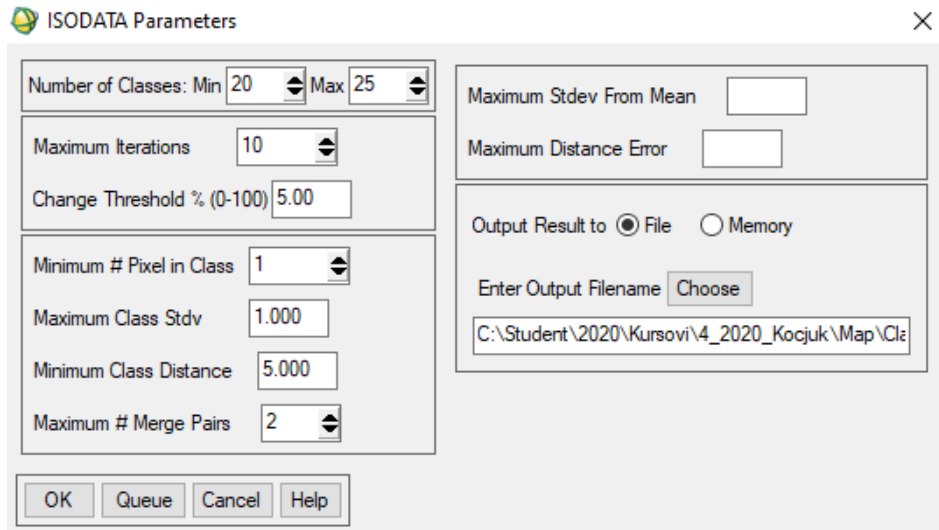 ISODATA Parameters
Number of Classes: Min 20 Max 25
Maximum Iterations 10
Change Threshold % (0-100) 5.00
Minimum # Pixel in Class 1
Maximum Class Stdv 1.000
Minimum Class Distance 5.000
Maximum # Merge Pairs 2
Maximum Stdev From Mean
Maximum Distance Error
Output Result to File Memory
Enter Output Filename Choose
C:\Student\2020\Kursovi\4_2020_Kocjuk\Map\Cla
OK Queue Cancel Help